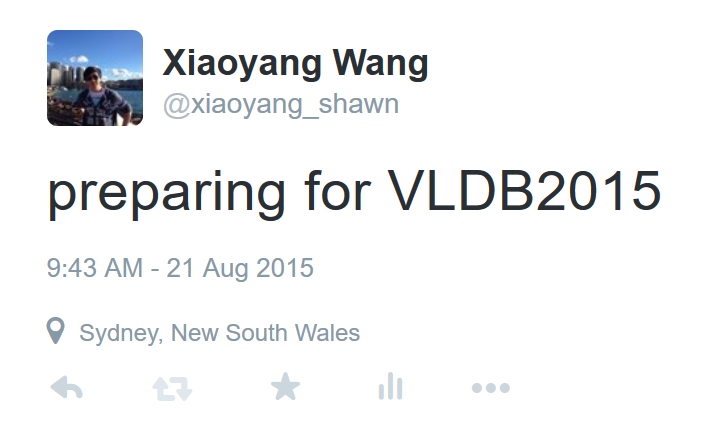 Xiaoyang Wang
@xiaoyang_shawn
preparing for VLDB2015
9:43 AM - 21 Aug 2015
Sydney, New South Wales